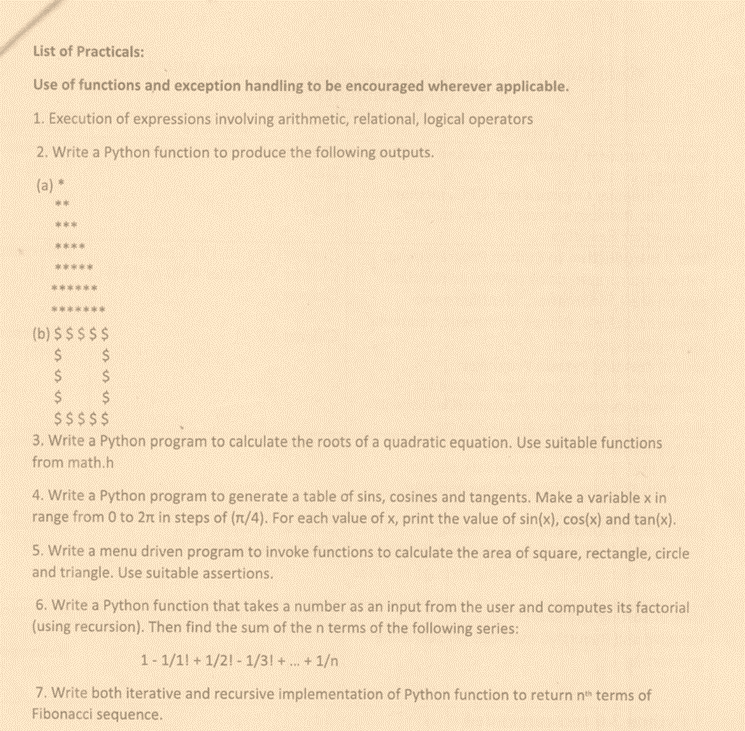 List of Practicals:
Use of functions and exception handling to be encouraged wherever applicable.
1. Execution of expressions involving arithmetic, relational, logical operators
2. Write a Python function to produce the following outputs.
(a) *
**
***
****
*****
******
*******
(b) $ $ $ $ $
$ $
$ $
$ $
$ $ $ $ $
3. Write a Python program to calculate the roots of a quadratic equation. Use suitable functions
from math.h
4. Write a Python program to generate a table of sins, cosines and tangents. Make a variable x in
range from 0 to 2π in steps of (π/4). For each value of x, print the value of sin(x), cos(x) and tan(x).
5. Write a menu driven program to invoke functions to calculate the area of square, rectangle, circle
and triangle. Use suitable assertions.
6. Write a Python function that takes a number as an input from the user and computes its factorial
(using recursion). Then find the sum of the n terms of the following series:
1 - 1/1! + 1/2! - 1/3! + ... + 1/n
7. Write both iterative and recursive implementation of Python function to return nᵗʰ terms of
Fibonacci sequence.